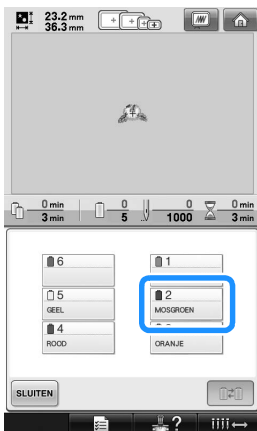 23.2 mm
36.3 mm
0 min
3 min
0
5
0
1000
0 min
3 min
6
1
5
GEEL
2
MOSGROEN
4
ROOD
ORANJE
SLUITEN
?